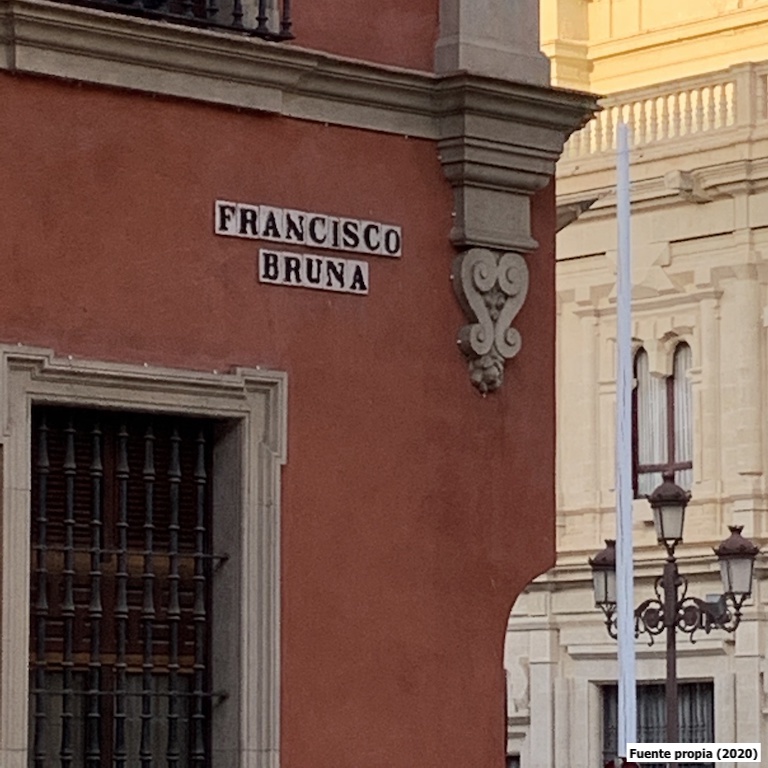 FRANCISCO
BRUNA
Fuente propia (2020)